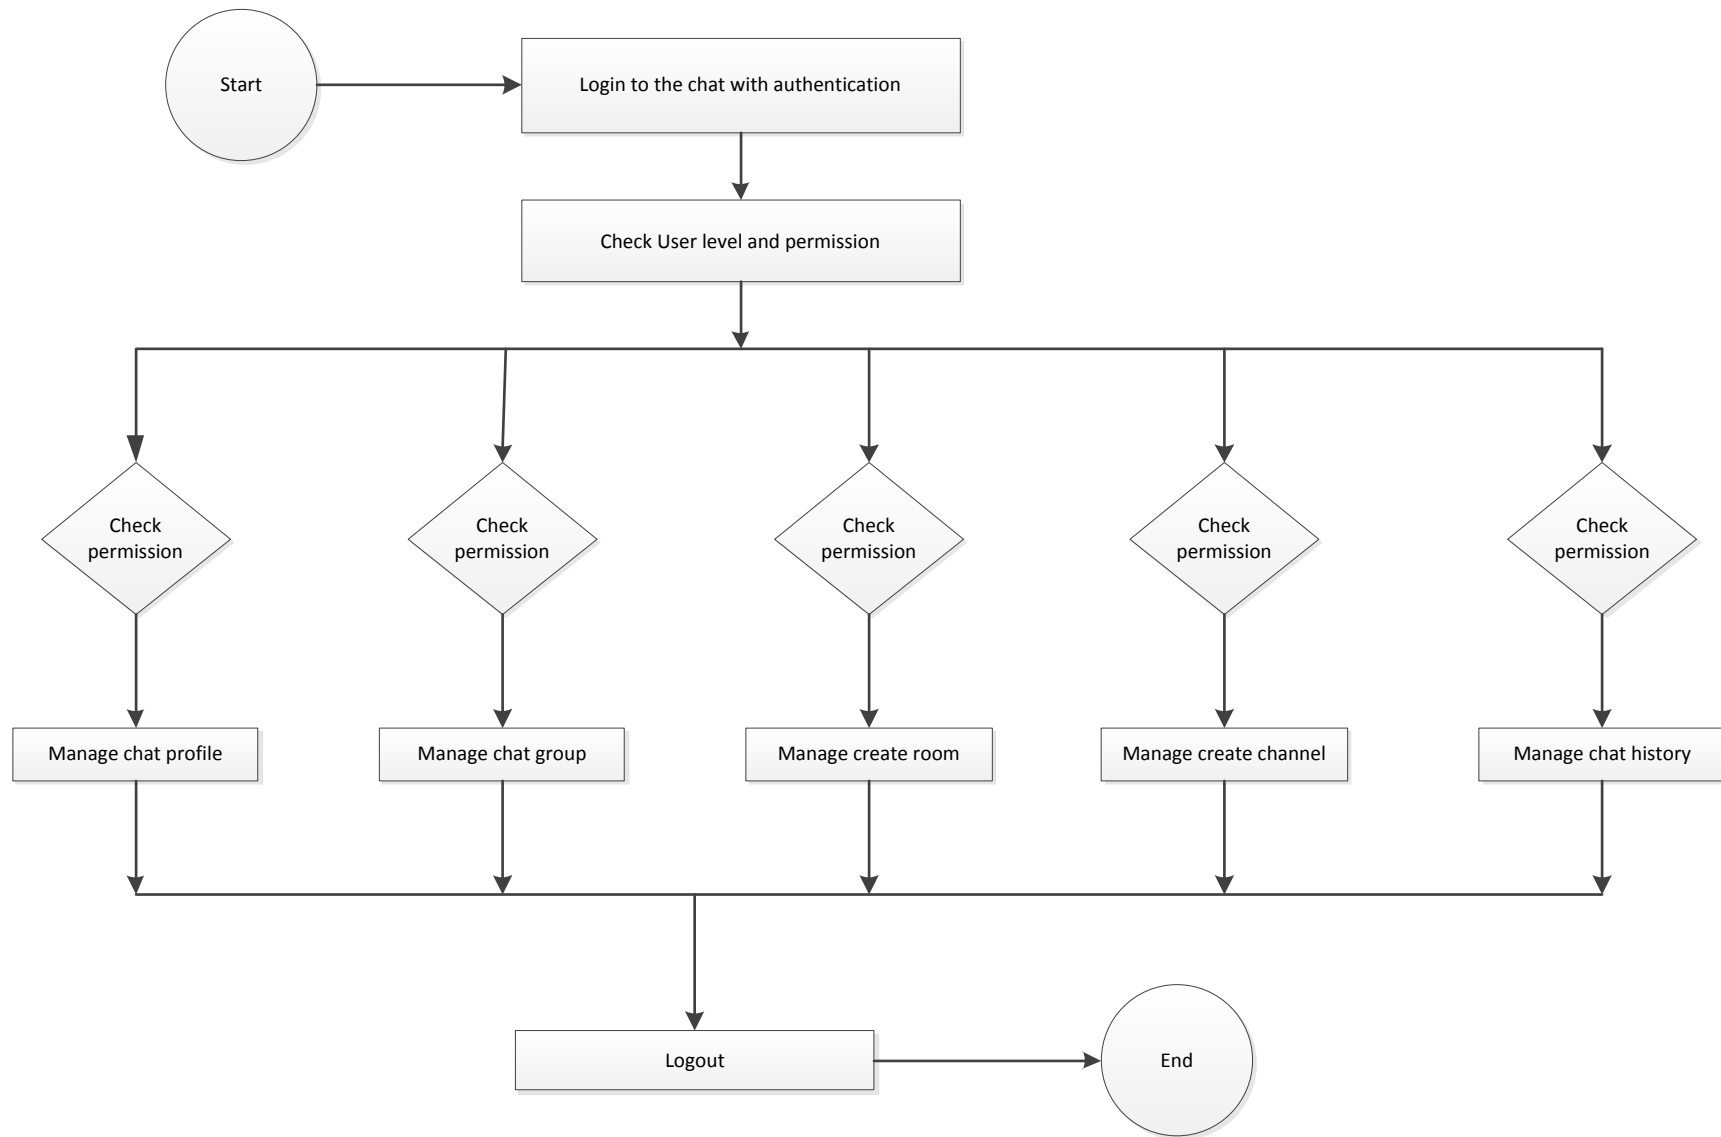 Start
Login to the chat with authentication
Check User level and permission
Check
permission
Check
permission
Check
permission
Check
permission
Check
permission
Manage chat profile
Manage chat group
Manage create room
Manage create channel
Manage chat history
Logout
End